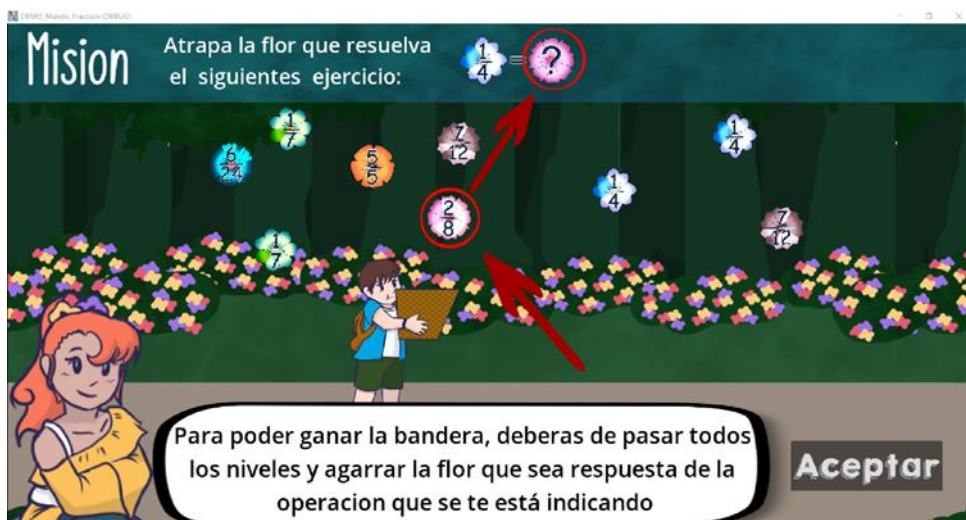 DEMO_Mundo_Fraccion (DEBUG)
Mision
Atrapa la flor que resuelva
el siguientes ejercicio:
1/4 = ?
1/7
6/24
5/5
7/12
1/4
1/4
2/8
7/12
1/7
Para poder ganar la bandera, deberas de pasar todos
los niveles y agarrar la flor que sea respuesta de la
operacion que se te está indicando
Aceptar